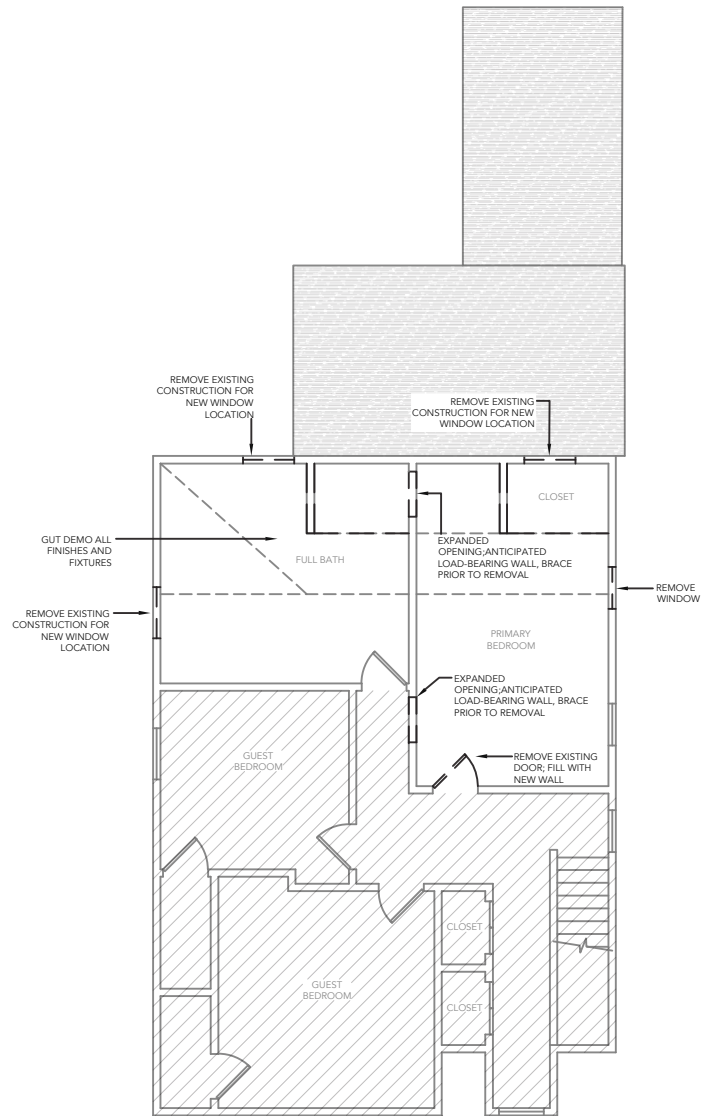 REMOVE EXISTING
CONSTRUCTION FOR
NEW WINDOW
LOCATION
REMOVE EXISTING
CONSTRUCTION FOR NEW
WINDOW LOCATION
CLOSET
GUT DEMO ALL
FINISHES AND
FIXTURES
FULL BATH
EXPANDED
OPENING;ANTICIPATED
LOAD-BEARING WALL, BRACE
PRIOR TO REMOVAL
REMOVE
WINDOW
REMOVE EXISTING
CONSTRUCTION FOR
NEW WINDOW
LOCATION
PRIMARY
BEDROOM
EXPANDED
OPENING;ANTICIPATED
LOAD-BEARING WALL, BRACE
PRIOR TO REMOVAL
GUEST
BEDROOM
REMOVE EXISTING
DOOR; FILL WITH
NEW WALL
CLOSET
GUEST
BEDROOM
CLOSET